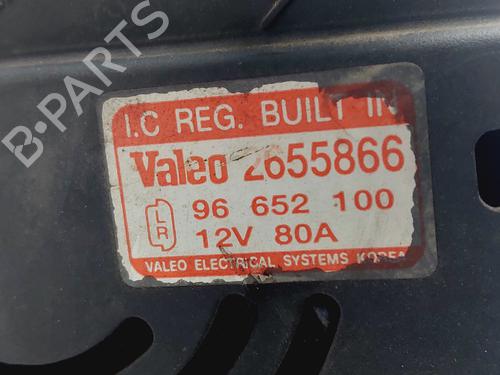 B-PARTS
I.C REG. BUILT IN
Valeo 2655866
LR 96 652 100
12V 80A
VALEO ELECTRICAL SYSTEMS KOREA